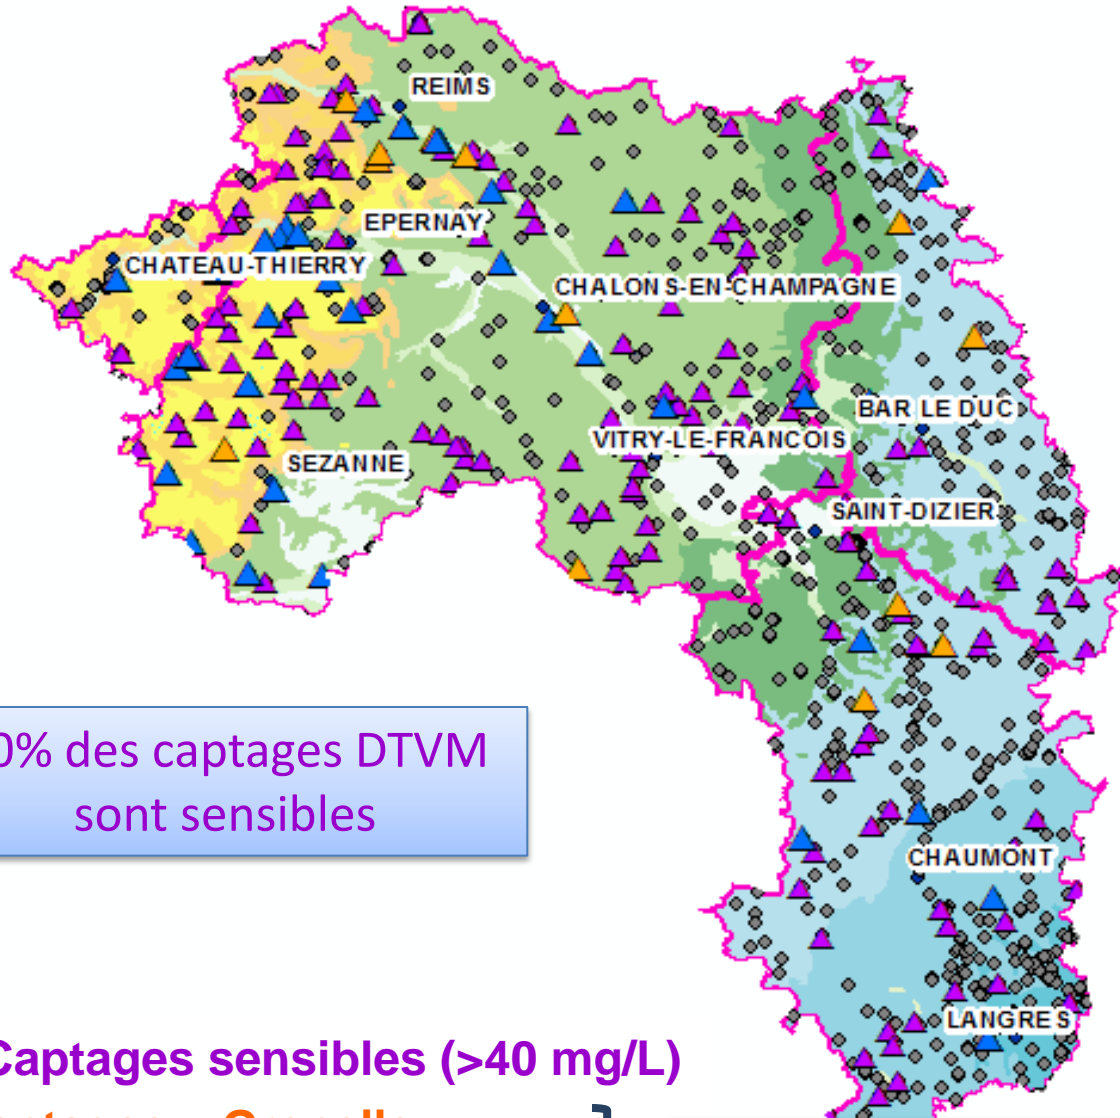 REIMS
EPERNAY
CHATEAU-THIERRY
CHALONS-EN-CHAMPAGNE
BAR LE DUC
VITRY-LE-FRANCOIS
SEZANNE
SAINT-DIZIER
0% des captages DTVM
sont sensibles
CHAUMONT
LANGRES
Captages sensibles (>40 mg/L)